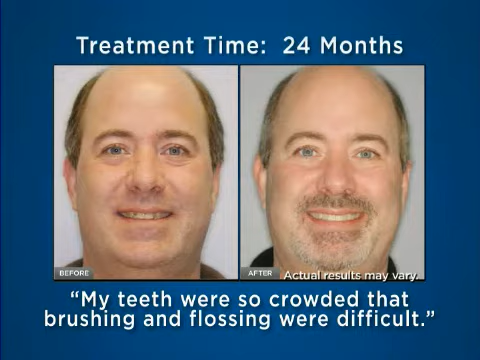 Treatment Time: 24 Months
BEFORE
AFTER
Actual results may vary.
“My teeth were so crowded that
brushing and flossing were difficult.”